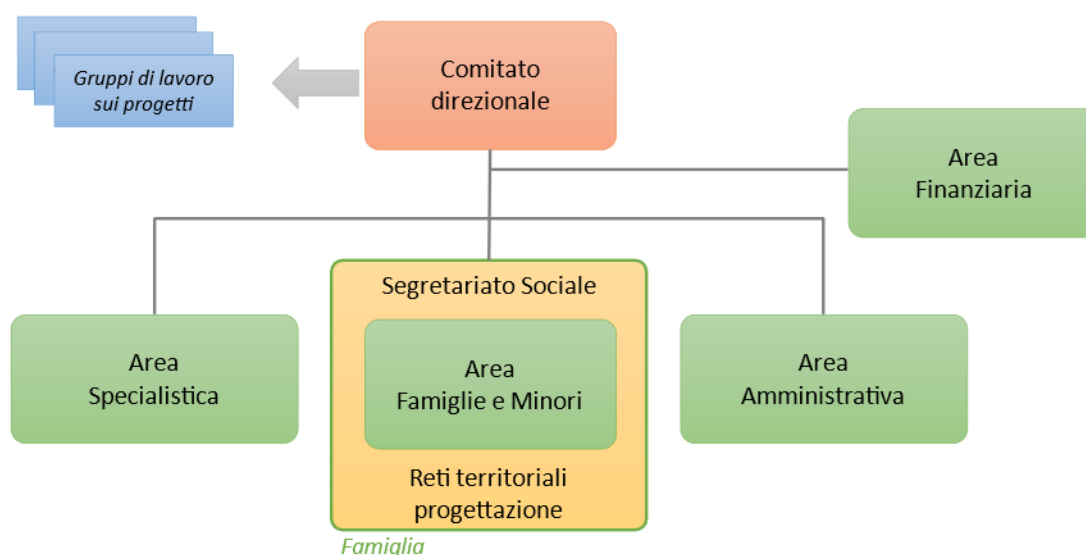 Gruppi di lavoro
sui progetti
Comitato
direzionale
Area
Finanziaria
Segretariato Sociale
Area
Specialistica
Area
Famiglie e Minori
Area
Amministrativa
Reti territoriali
progettazione
Famiglia